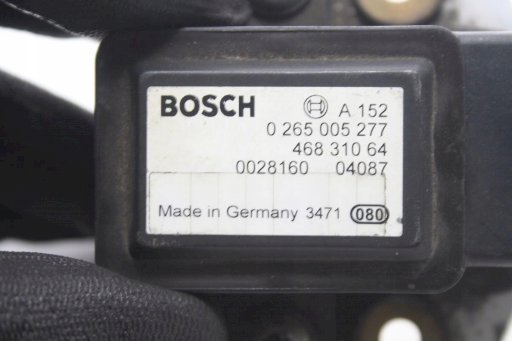 BOSCH A 152
0 265 005 277
468 310 64
0028160 04087
Made in Germany 3471 080